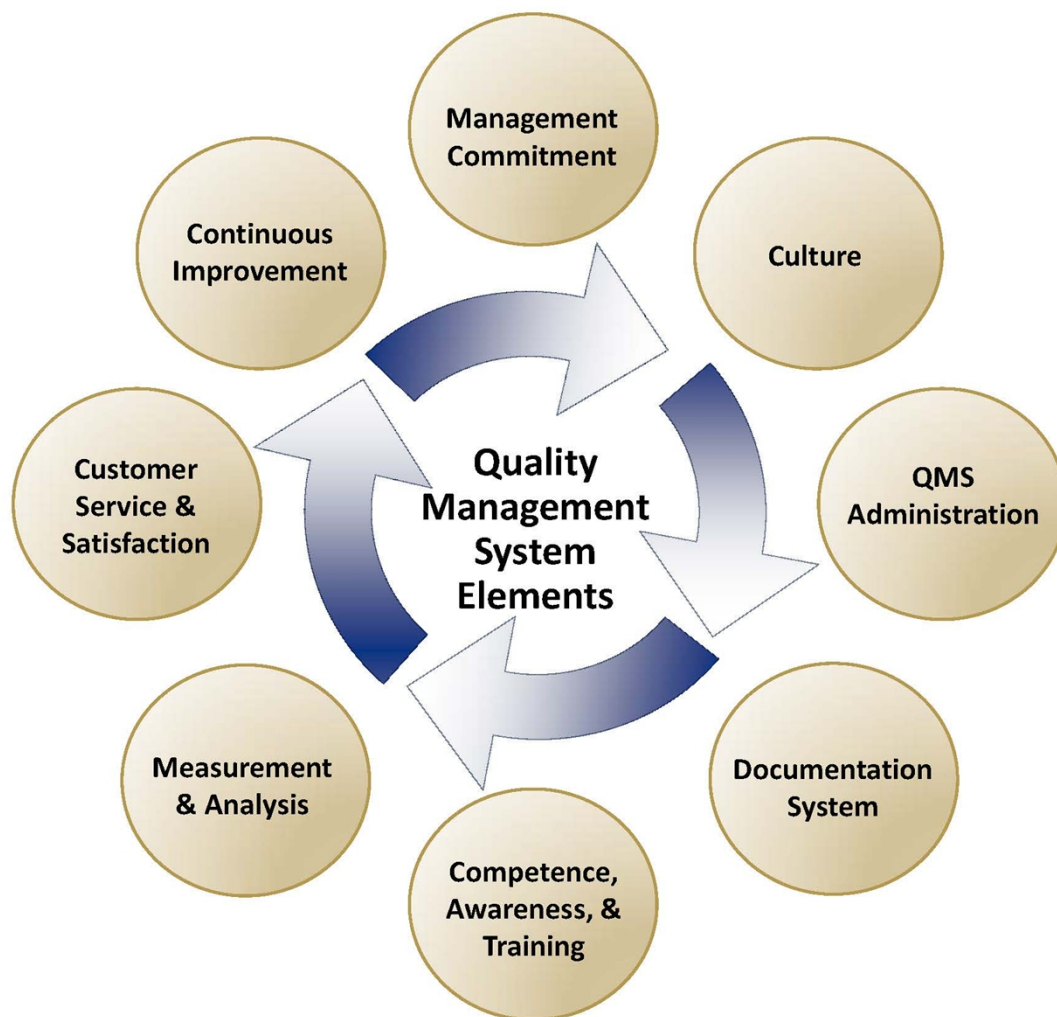 Management
Commitment
Culture
QMS
Administration
Documentation
System
Competence,
Awareness, &
Training
Measurement
& Analysis
Customer
Service &
Satisfaction
Continuous
Improvement
Quality
Management
System
Elements